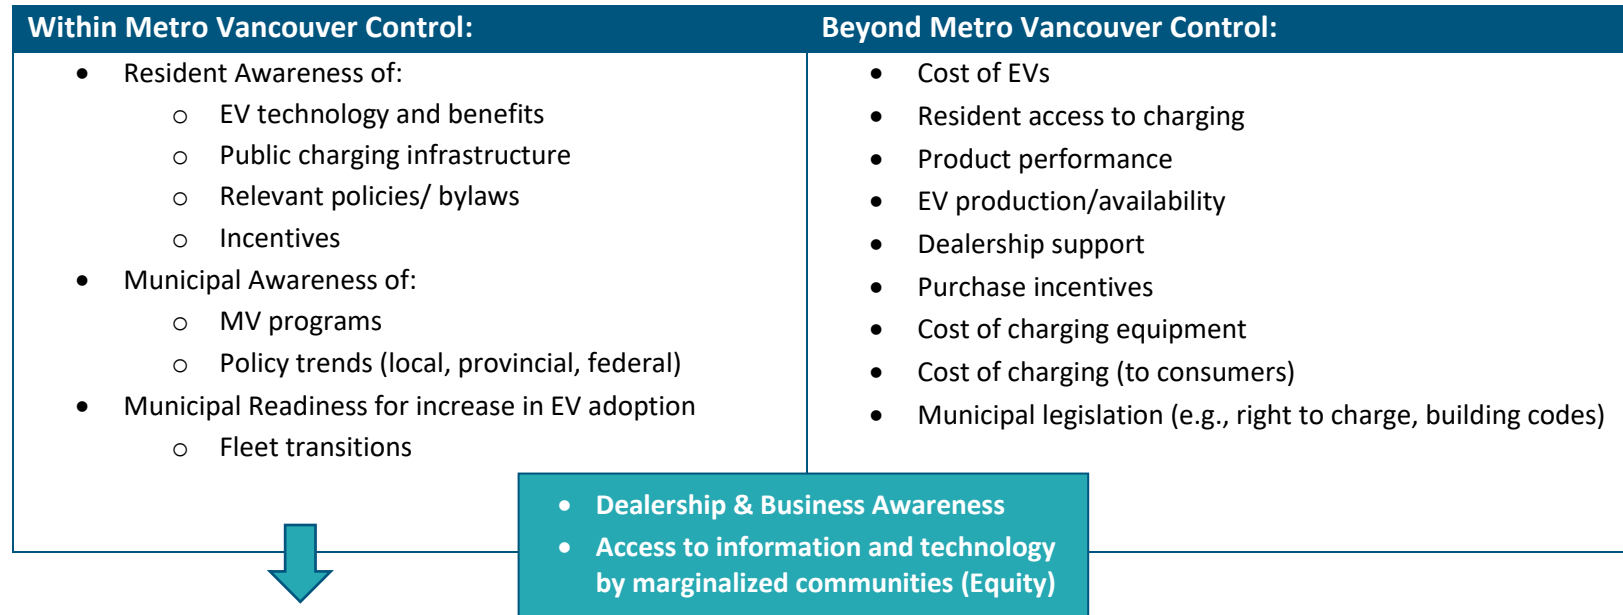 Within Metro Vancouver Control:
• Resident Awareness of:
o EV technology and benefits
o Public charging infrastructure
o Relevant policies/ bylaws
o Incentives
• Municipal Awareness of:
o MV programs
o Policy trends (local, provincial, federal)
• Municipal Readiness for increase in EV adoption
o Fleet transitions
Beyond Metro Vancouver Control:
• Cost of EVs
• Resident access to charging
• Product performance
• EV production/availability
• Dealership support
• Purchase incentives
• Cost of charging equipment
• Cost of charging (to consumers)
• Municipal legislation (e.g., right to charge, building codes)
• Dealership & Business Awareness
• Access to information and technology
by marginalized communities (Equity)